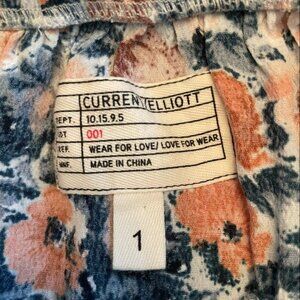 CURRENT/ELLIOTT
DEPT. 10.15.9.5
LOT 001
REF. WEAR FOR LOVE/ LOVE FOR WEAR
MNF. MADE IN CHINA
1